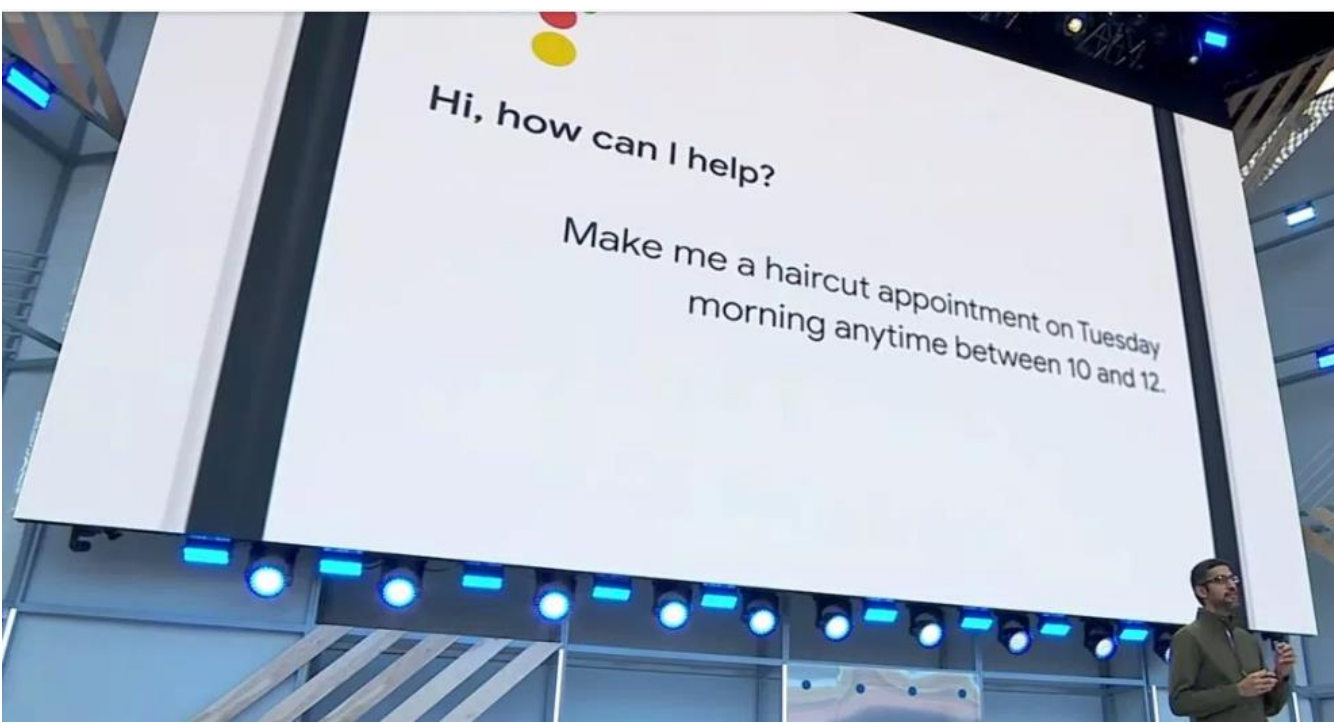 Hi, how can I help?
Make me a haircut appointment on Tuesday
morning anytime between 10 and 12.